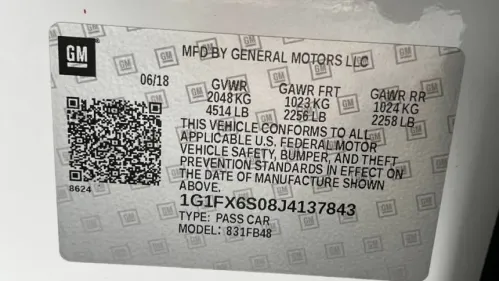 GM
MFD BY GENERAL MOTORS LLC
06/18
GVWR GAWR FRT GAWR RR
2048 KG 1023 KG 1024 KG
4514 LB 2256 LB 2258 LB
THIS VEHICLE CONFORMS TO ALL
APPLICABLE U.S. FEDERAL MOTOR
VEHICLE SAFETY, BUMPER, AND THEFT
PREVENTION STANDARDS IN EFFECT ON
THE DATE OF MANUFACTURE SHOWN
ABOVE.
8624
1G1FX6S08J4137843
TYPE: PASS CAR
MODEL: 831FB48